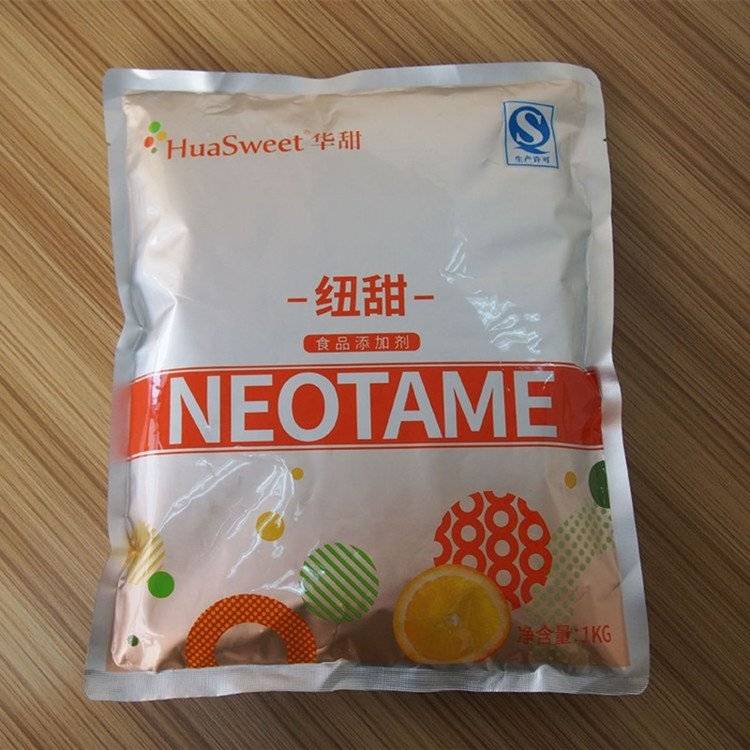 HuaSweet® 华甜
生产许可
-纽甜-
食品添加剂
NEOTAME
净含量:1KG